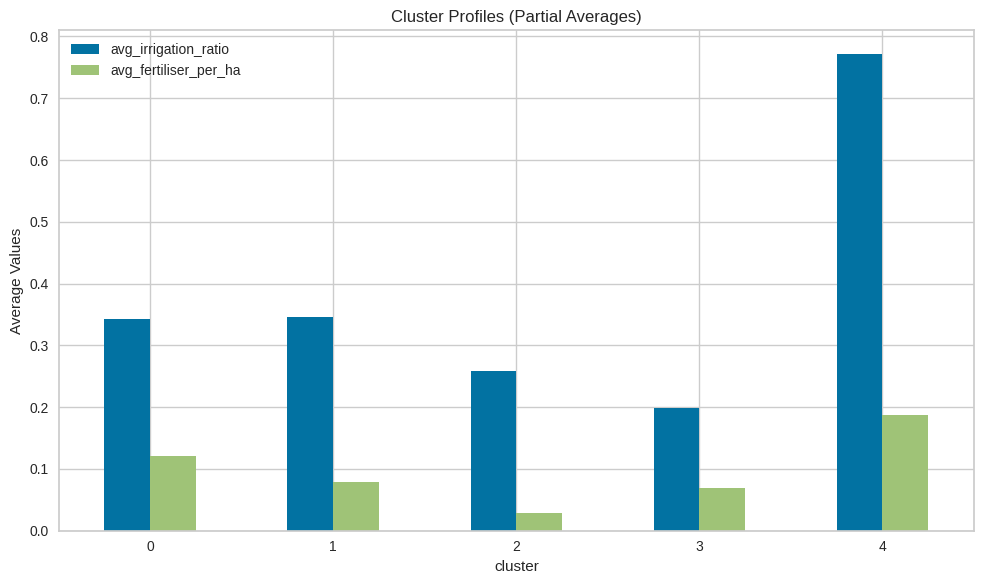 Cluster Profiles (Partial Averages)
avg_irrigation_ratio
avg_fertiliser_per_ha
Average Values
0.8
0.7
0.6
0.5
0.4
0.3
0.2
0.1
0.0
0 1 2 3 4
cluster